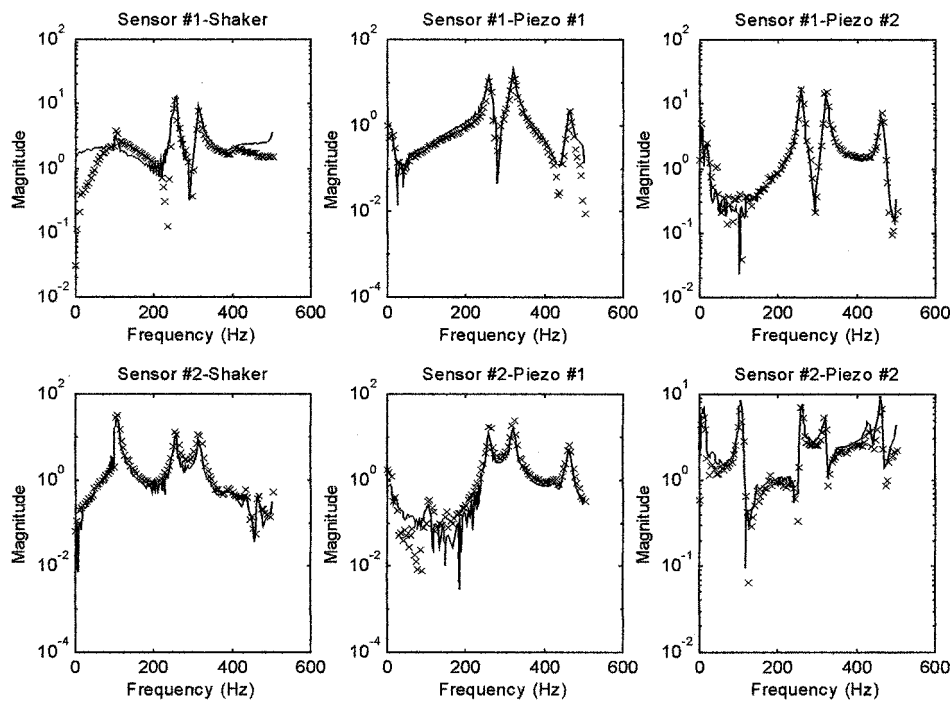 Sensor #1-Shaker
Sensor #1-Piezo #1
Sensor #1-Piezo #2
10^2
10^1
10^0
10^-1
10^-2
Magnitude
0 200 400 600
Frequency (Hz)
10^2
10^0
10^-2
10^-4
Magnitude
0 200 400 600
Frequency (Hz)
10^2
10^1
10^0
10^-1
10^-2
Magnitude
0 200 400 600
Frequency (Hz)
Sensor #2-Shaker
Sensor #2-Piezo #1
Sensor #2-Piezo #2
10^2
10^0
10^-2
10^-4
Magnitude
0 200 400 600
Frequency (Hz)
10^2
10^0
10^-2
10^-4
Magnitude
0 200 400 600
Frequency (Hz)
10^1
10^0
10^-1
10^-2
Magnitude
0 200 400 600
Frequency (Hz)